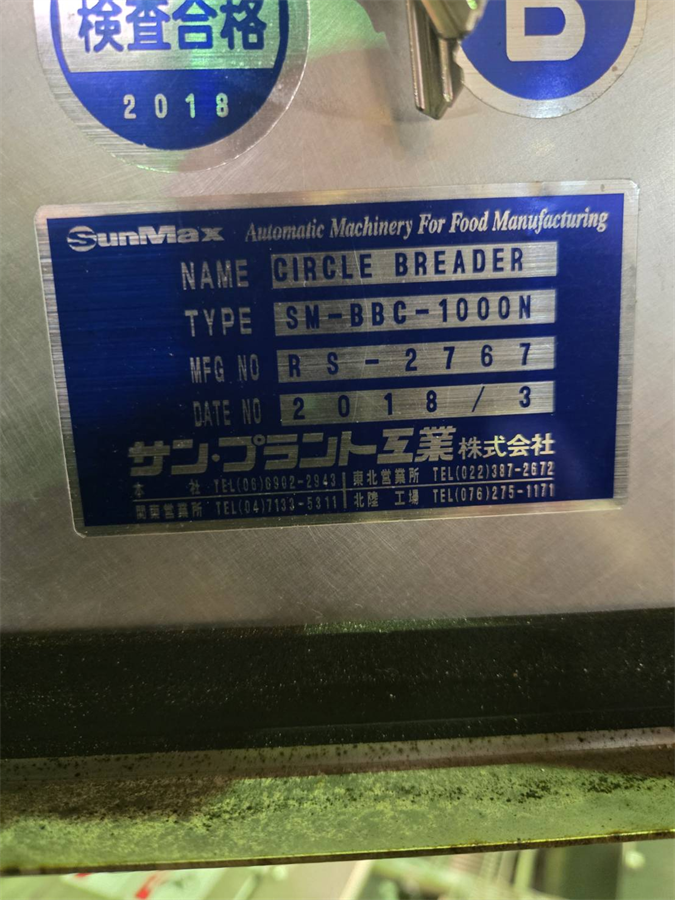 検査合格
2018
B
SunMax Automatic Machinery For Food Manufacturing
NAME CIRCLE BREADER
TYPE SM-BBC-1000N
MFG NO RS-2767
DATE NO 2018/3
サン・プラント工業株式会社
本 社 TEL(06)6902-2943 東北営業所 TEL(022)387-2672
関東営業所 TEL(04)7133-5311 北陸 工場 TEL(076)275-1171